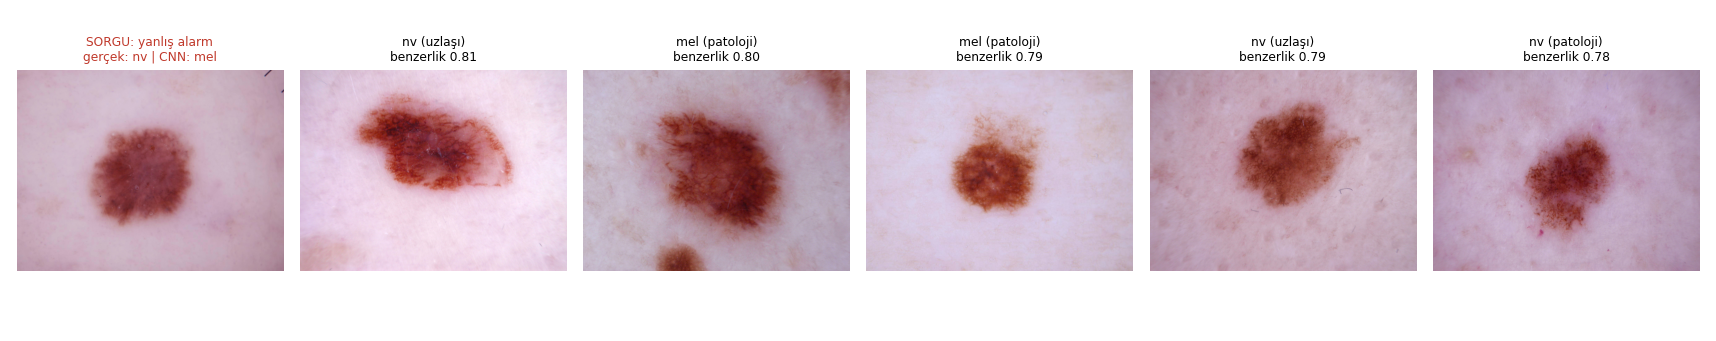 SORGU: yanlış alarm
gerçek: nv | CNN: mel
nv (uzlaşı)
benzerlik 0.81
mel (patoloji)
benzerlik 0.80
mel (patoloji)
benzerlik 0.79
nv (uzlaşı)
benzerlik 0.79
nv (patoloji)
benzerlik 0.78